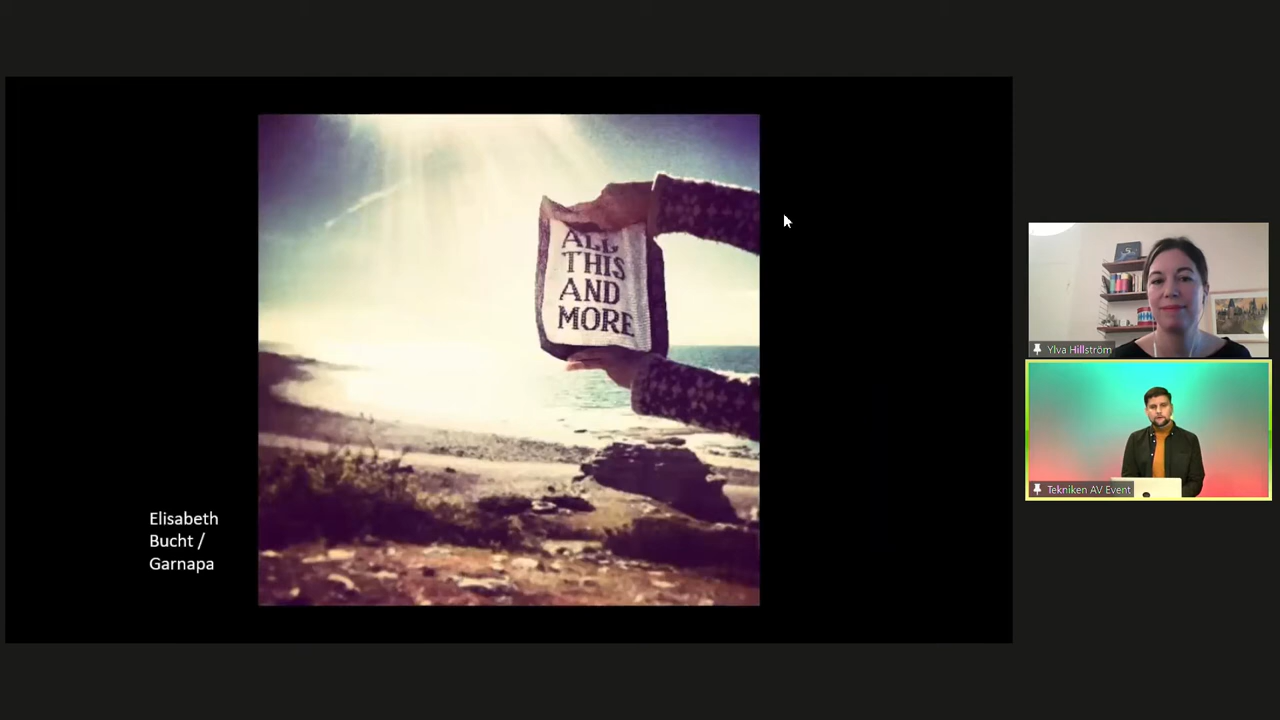 ALL
THIS
AND
MORE
Elisabeth
Bucht /
Garnapa
Ylva Hillström
Tekniken AV Event